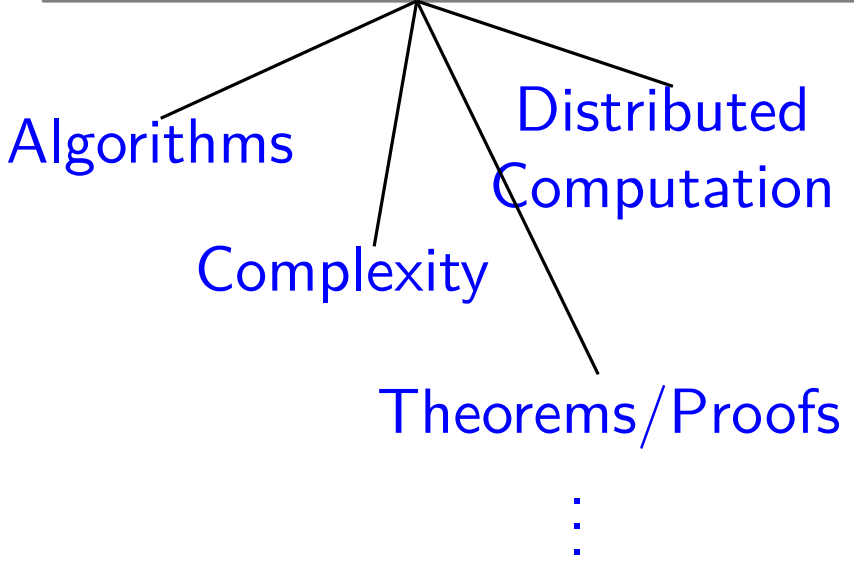 Algorithms
Distributed
Computation
Complexity
Theorems/Proofs
⋮